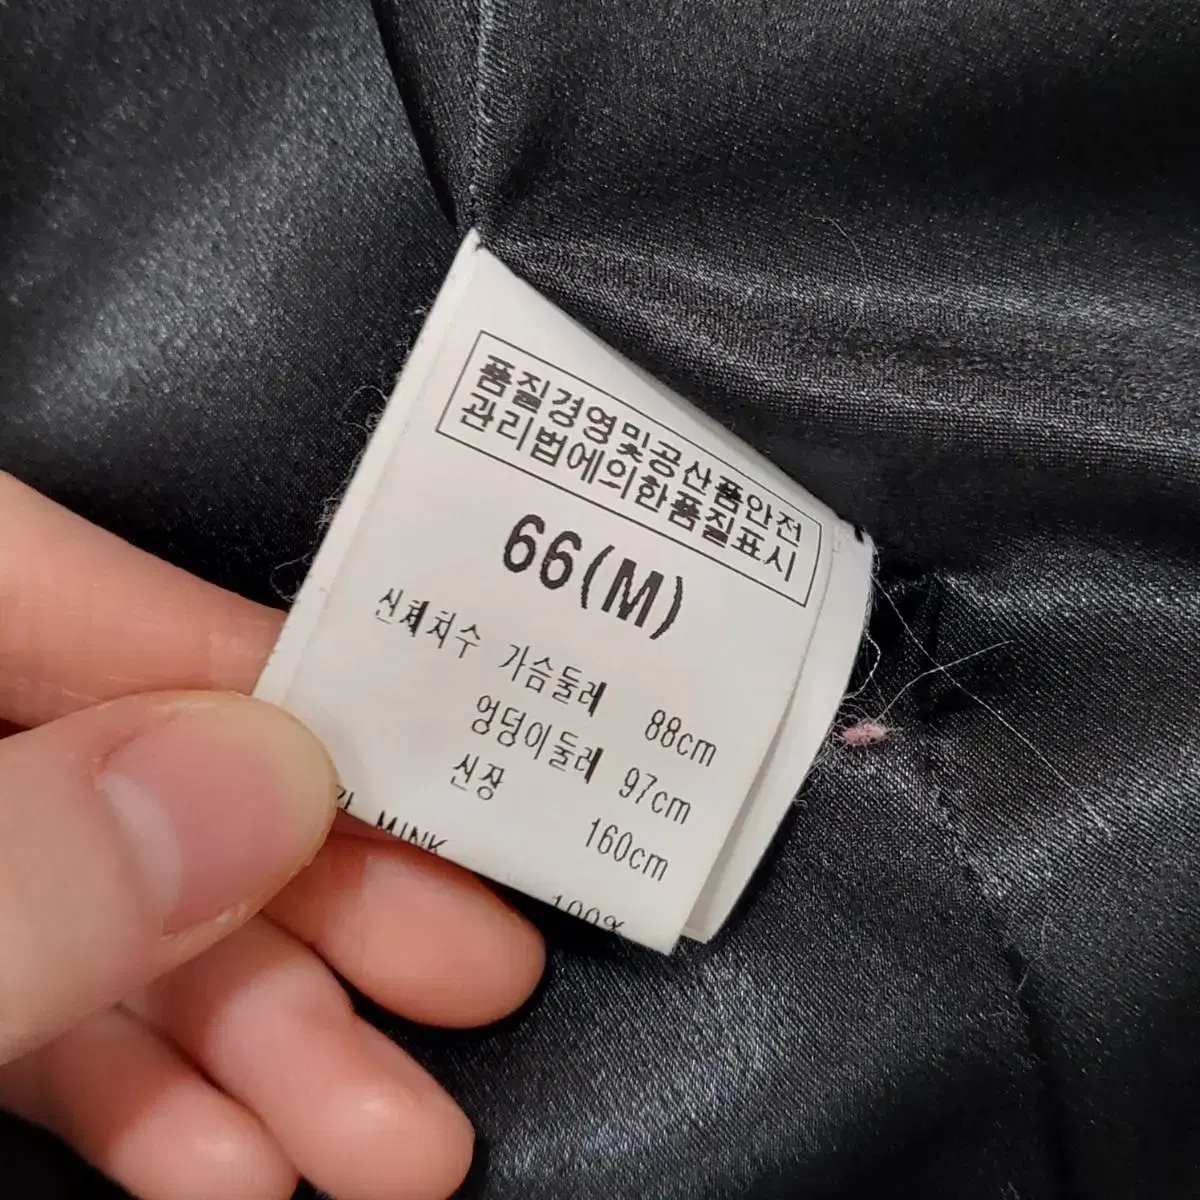 품질경영및공산품안전
관리법에의한품질표시
66(M)
신체치수 가슴둘레 88cm
엉덩이둘레 97cm
신장 160cm
MINK 100%